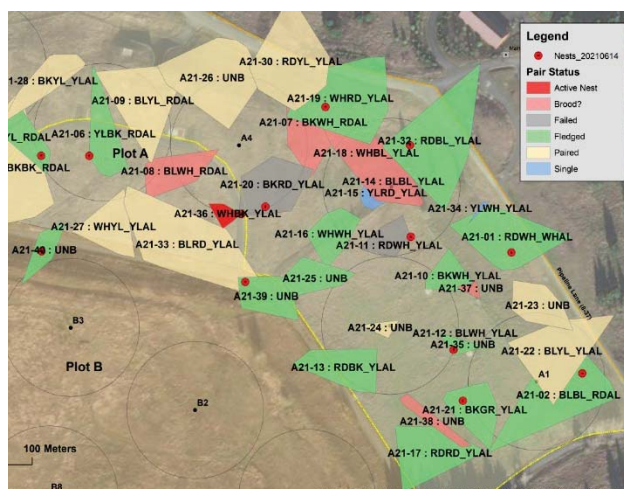 Legend
Nests_20210614
Pair Status
Active Nest
Brood?
Failed
Fledged
Paired
Single
A21-30 : RDYL_YLAL
1-28 : BKYL_YLAL
A21-26 : UNB
A21-09 : BLYL_RDAL
A21-19 : WHRD_YLAL
A21-07 : BKWH_RDAL
YL_RDAL
A21-06 : YLBK_RDAL
Plot A
A4
A21-32 : RDBL_YLAL
A21-18 : WHBL_YLAL
BKBK_RDAL
A21-08 : BLWH_RDAL
A21-20 : BKRD_YLAL
A21-14 : BLBL_YLAL
A21-15 : YLRD_YLAL
A21-36 : WHBK_YLAL
A21-34 : YLWH_YLAL
A21-27 : WHYL_YLAL
A21-16 : WHWH_YLAL
A21-01 : RDWH_WHAL
A21-33 : BLRD_YLAL
A21-11 : RDWH_YLAL
A21-40 : UNB
A21-25 : UNB
A21-10 : BKWH_YLAL
A21-37 : UNB
A21-39 : UNB
A21-23 : UNB
B3
A21-24 : UNB
A21-12 : BLWH_YLAL
A21-35 : UNB
A21-22 : BLYL_YLAL
Plot B
A21-13 : RDBK_YLAL
A1
A21-02 : BLBL_RDAL
B2
A21-21 : BKGR_YLAL
A21-38 : UNB
A21-17 : RDRD_YLAL
100 Meters
B8